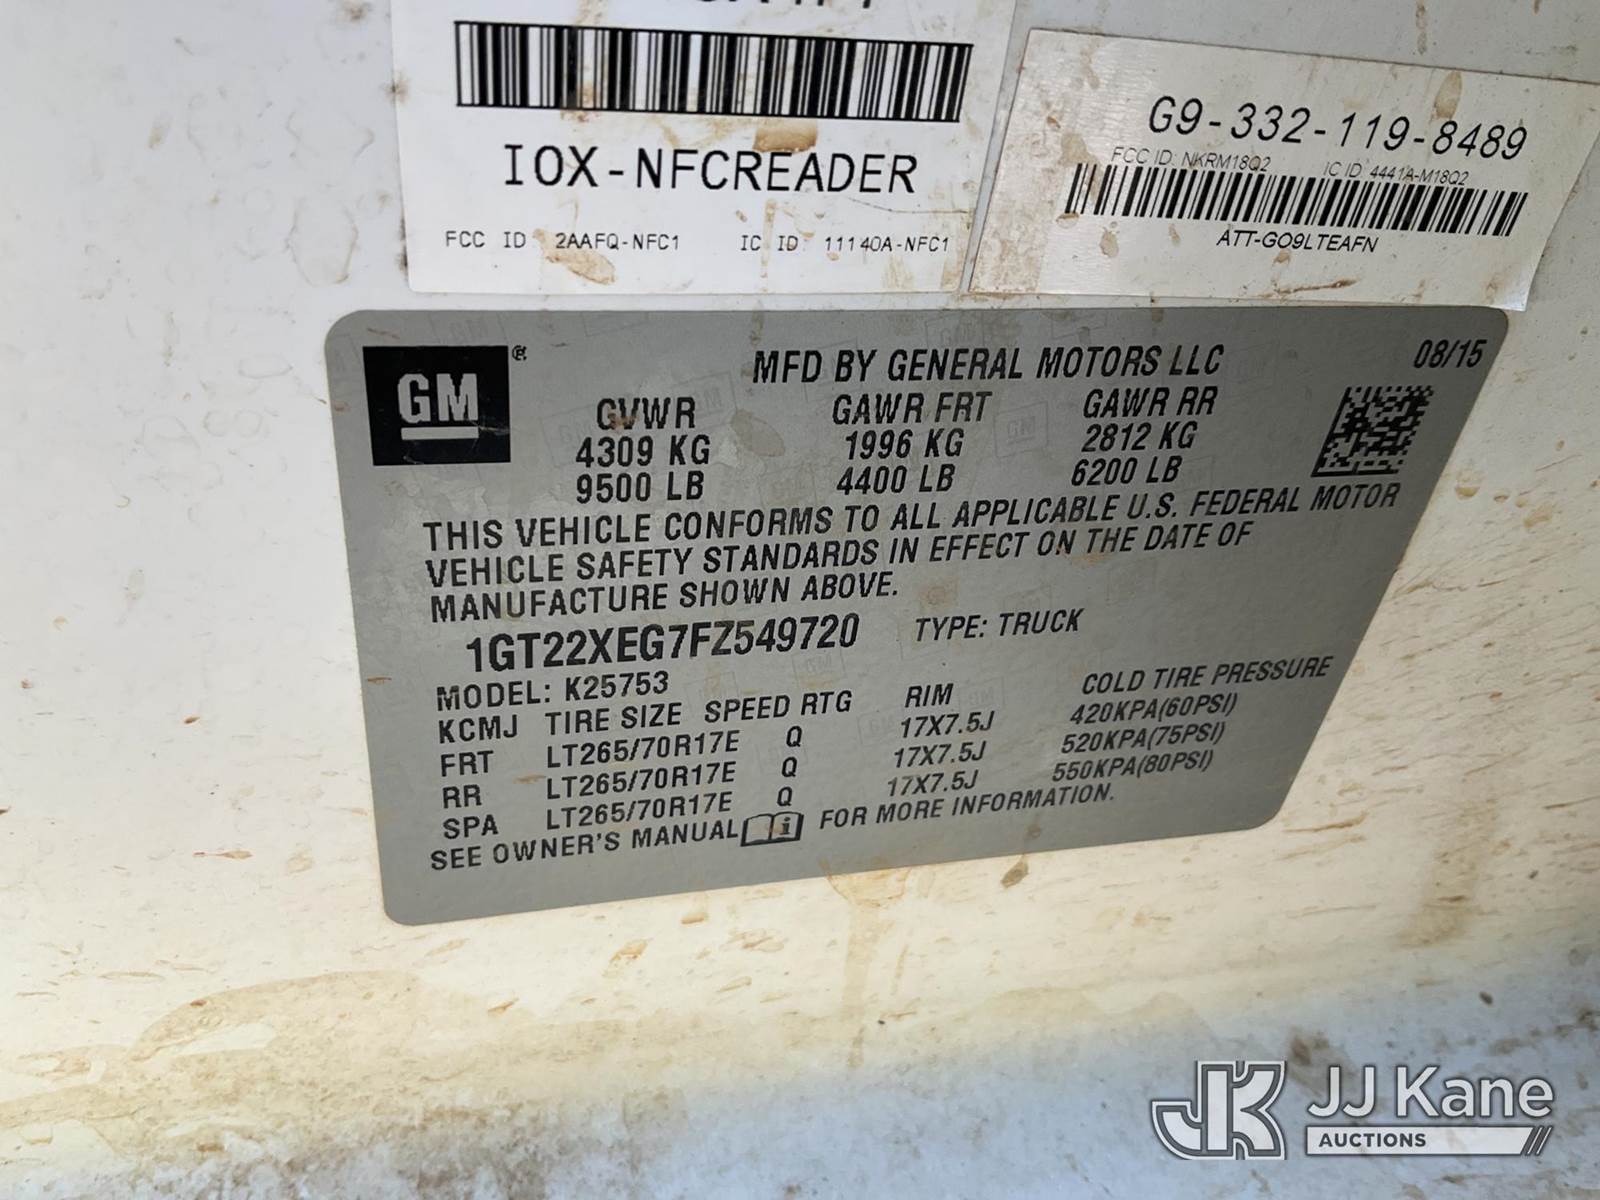 IOX-NFCREADER
FCC ID: 2AAFQ-NFC1 IC ID: 11140A-NFC1
G9-332-119-8489
FCC ID: NKRM18Q2 IC ID: 4441A-M18Q2
ATT-GO9LTEAFN
GM® MFD BY GENERAL MOTORS LLC 08/15
GVWR GAWR FRT GAWR RR
4309 KG 1996 KG 2812 KG
9500 LB 4400 LB 6200 LB
THIS VEHICLE CONFORMS TO ALL APPLICABLE U.S. FEDERAL MOTOR
VEHICLE SAFETY STANDARDS IN EFFECT ON THE DATE OF
MANUFACTURE SHOWN ABOVE.
1GT22XEG7FZ549720 TYPE: TRUCK
MODEL: K25753
KCMJ TIRE SIZE SPEED RTG RIM COLD TIRE PRESSURE
FRT LT265/70R17E Q 17X7.5J 420KPA(60PSI)
RR LT265/70R17E Q 17X7.5J 520KPA(75PSI)
SPA LT265/70R17E Q 17X7.5J 550KPA(80PSI)
SEE OWNER'S MANUAL FOR MORE INFORMATION.
JK JJ Kane
AUCTIONS